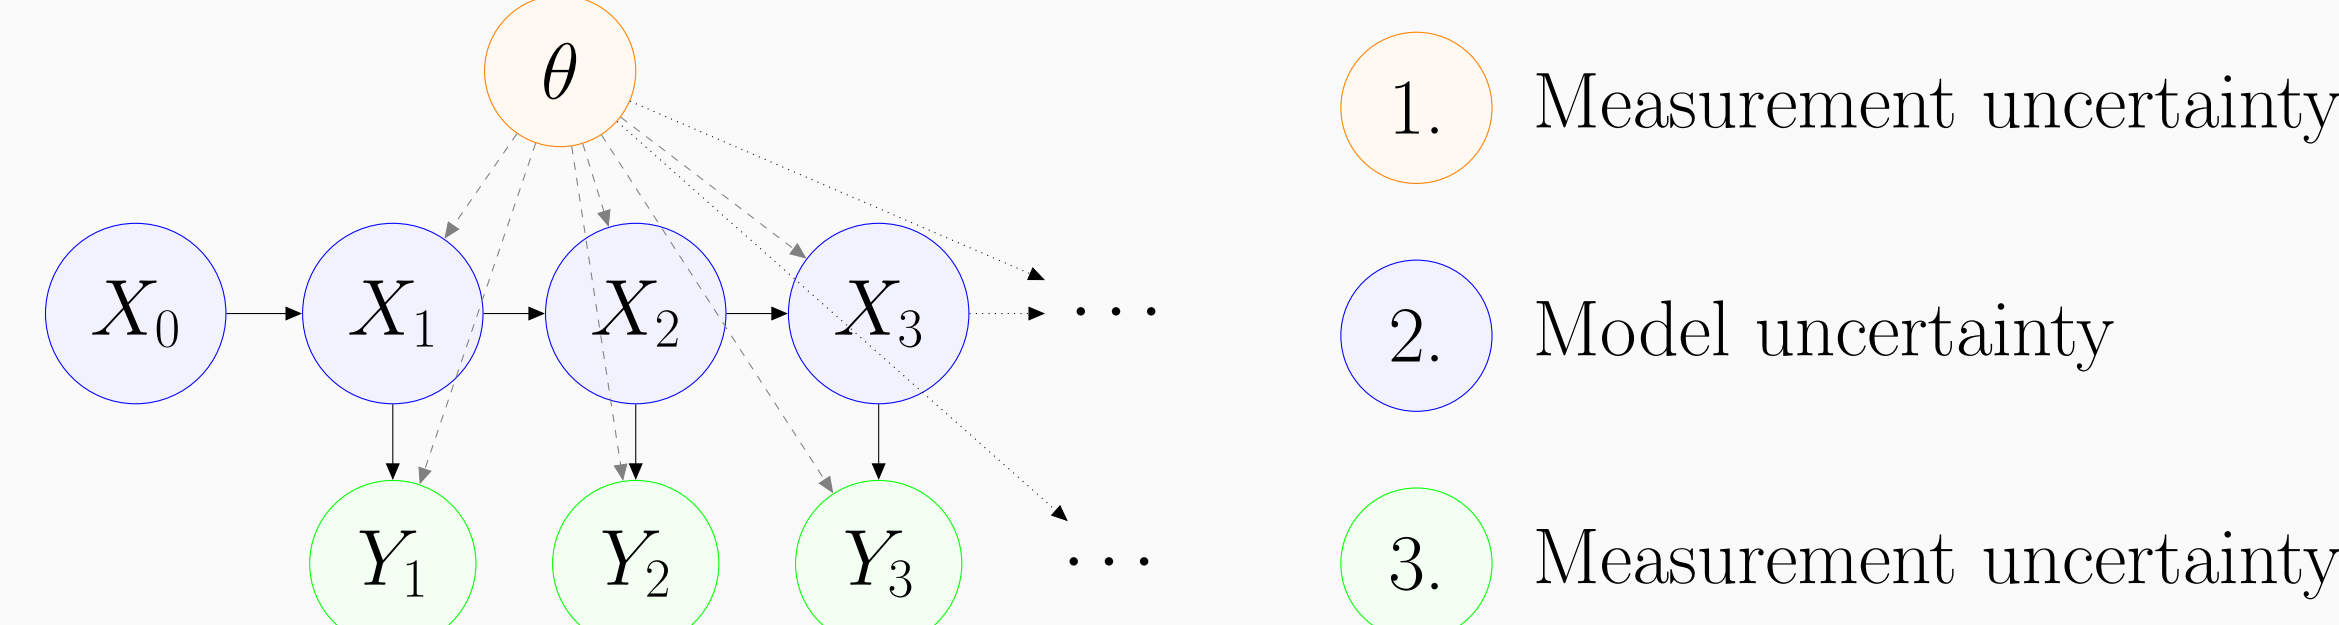 θ
1. Measurement uncertainty
X₀ X₁ X₂ X₃ ···
2. Model uncertainty
Y₁ Y₂ Y₃ ···
3. Measurement uncertainty